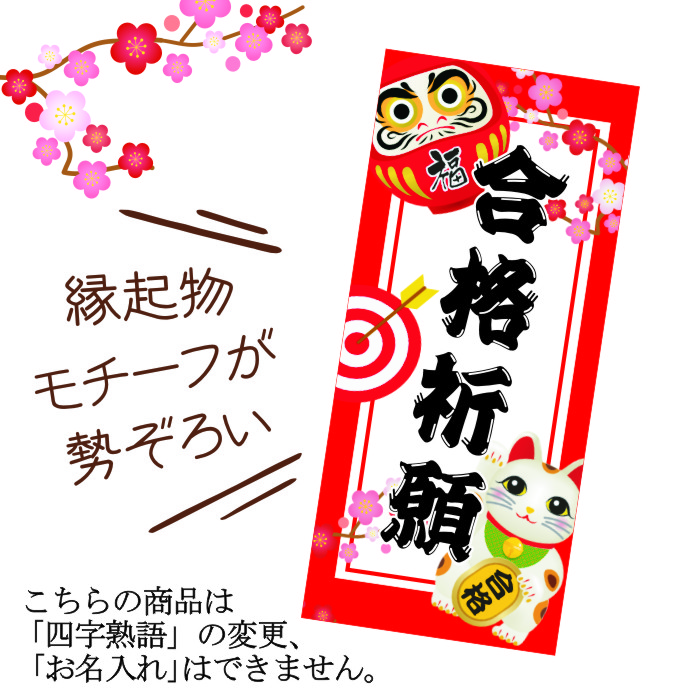 縁起物
モチーフが
勢ぞろい
福
合格祈願
合格
こちらの商品は
「四字熟語」の変更、
「お名入れ」はできません。